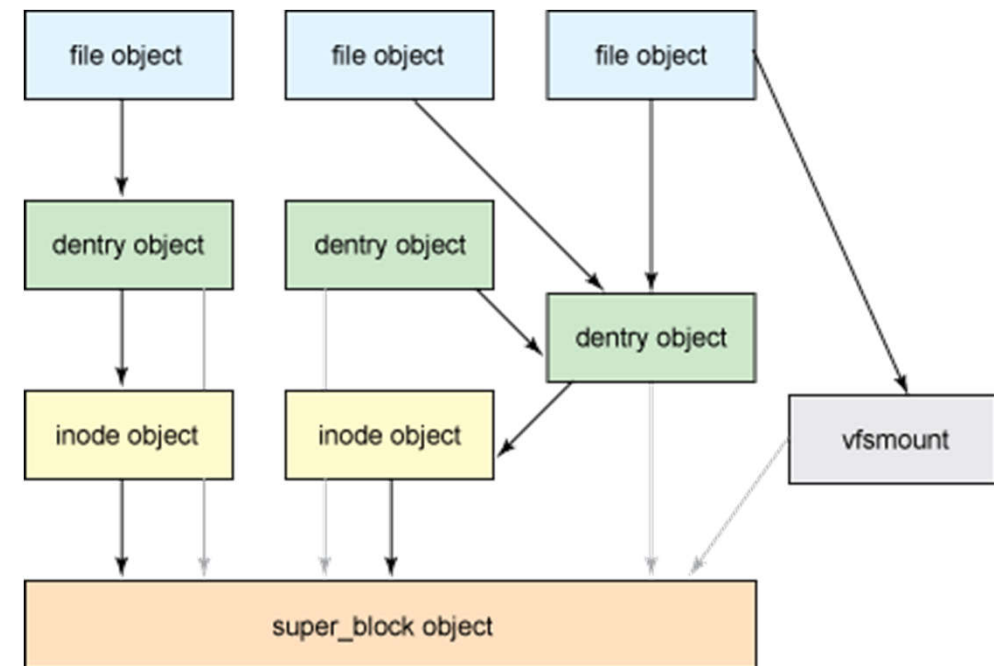 file object
file object
file object
dentry object
dentry object
dentry object
inode object
inode object
vfsmount
super_block object